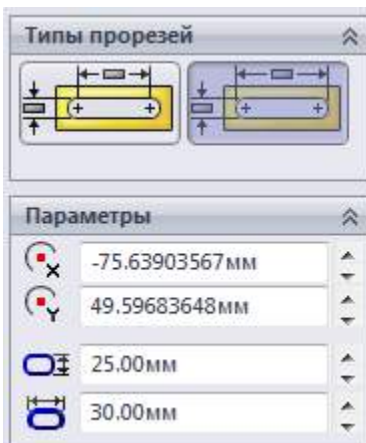 Типы прорезей
Параметры
-75.63903567мм
49.59683648мм
25.00мм
30.00мм